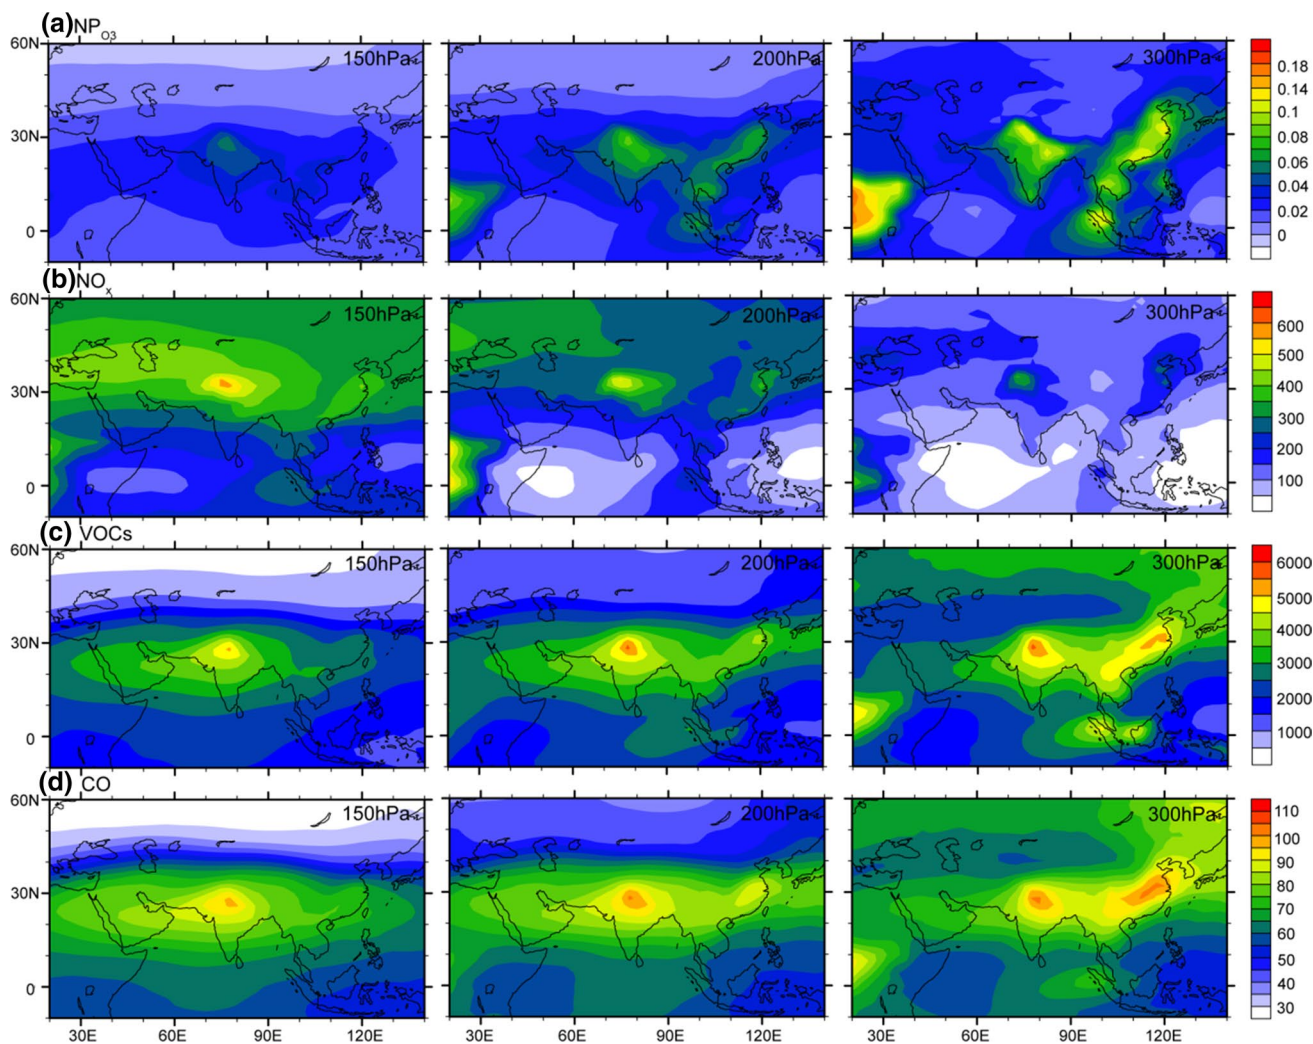 (a) NP_O3
150hPa 200hPa 300hPa
60N 30N 0
0.18 0.14 0.1 0.08 0.06 0.04 0.02 0
(b) NOx
150hPa 200hPa 300hPa
60N 30N 0
600 500 400 300 200 100
(c) VOCs
150hPa 200hPa 300hPa
60N 30N 0
6000 5000 4000 3000 2000 1000
(d) CO
150hPa 200hPa 300hPa
60N 30N 0
110 100 90 80 70 60 50 40 30
30E 60E 90E 120E 30E 60E 90E 120E 30E 60E 90E 120E